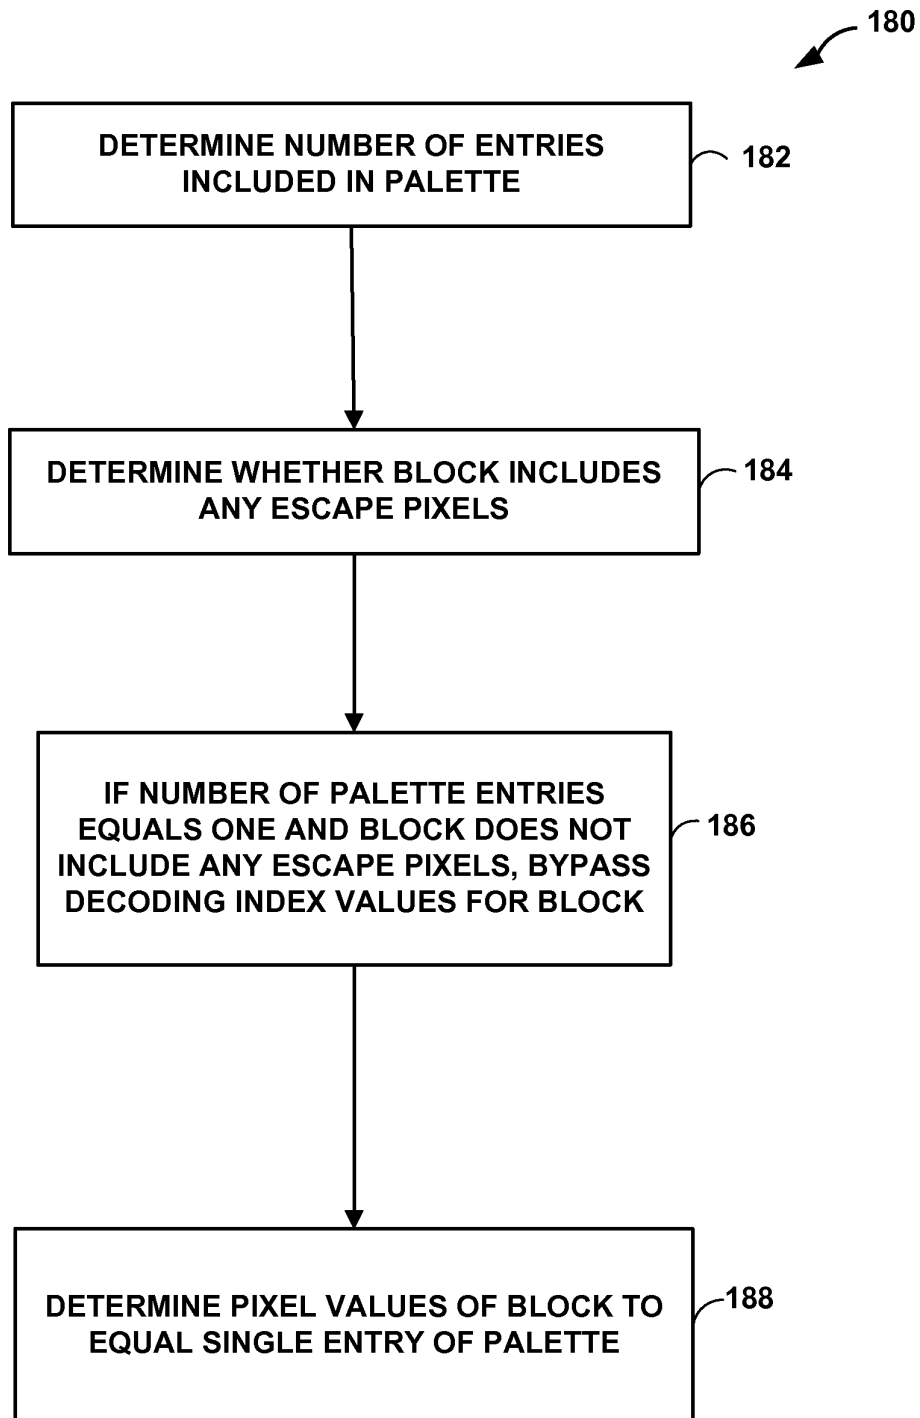 180
DETERMINE NUMBER OF ENTRIES
INCLUDED IN PALETTE
182
DETERMINE WHETHER BLOCK INCLUDES
ANY ESCAPE PIXELS
184
IF NUMBER OF PALETTE ENTRIES
EQUALS ONE AND BLOCK DOES NOT
INCLUDE ANY ESCAPE PIXELS, BYPASS
DECODING INDEX VALUES FOR BLOCK
186
DETERMINE PIXEL VALUES OF BLOCK TO
EQUAL SINGLE ENTRY OF PALETTE
188